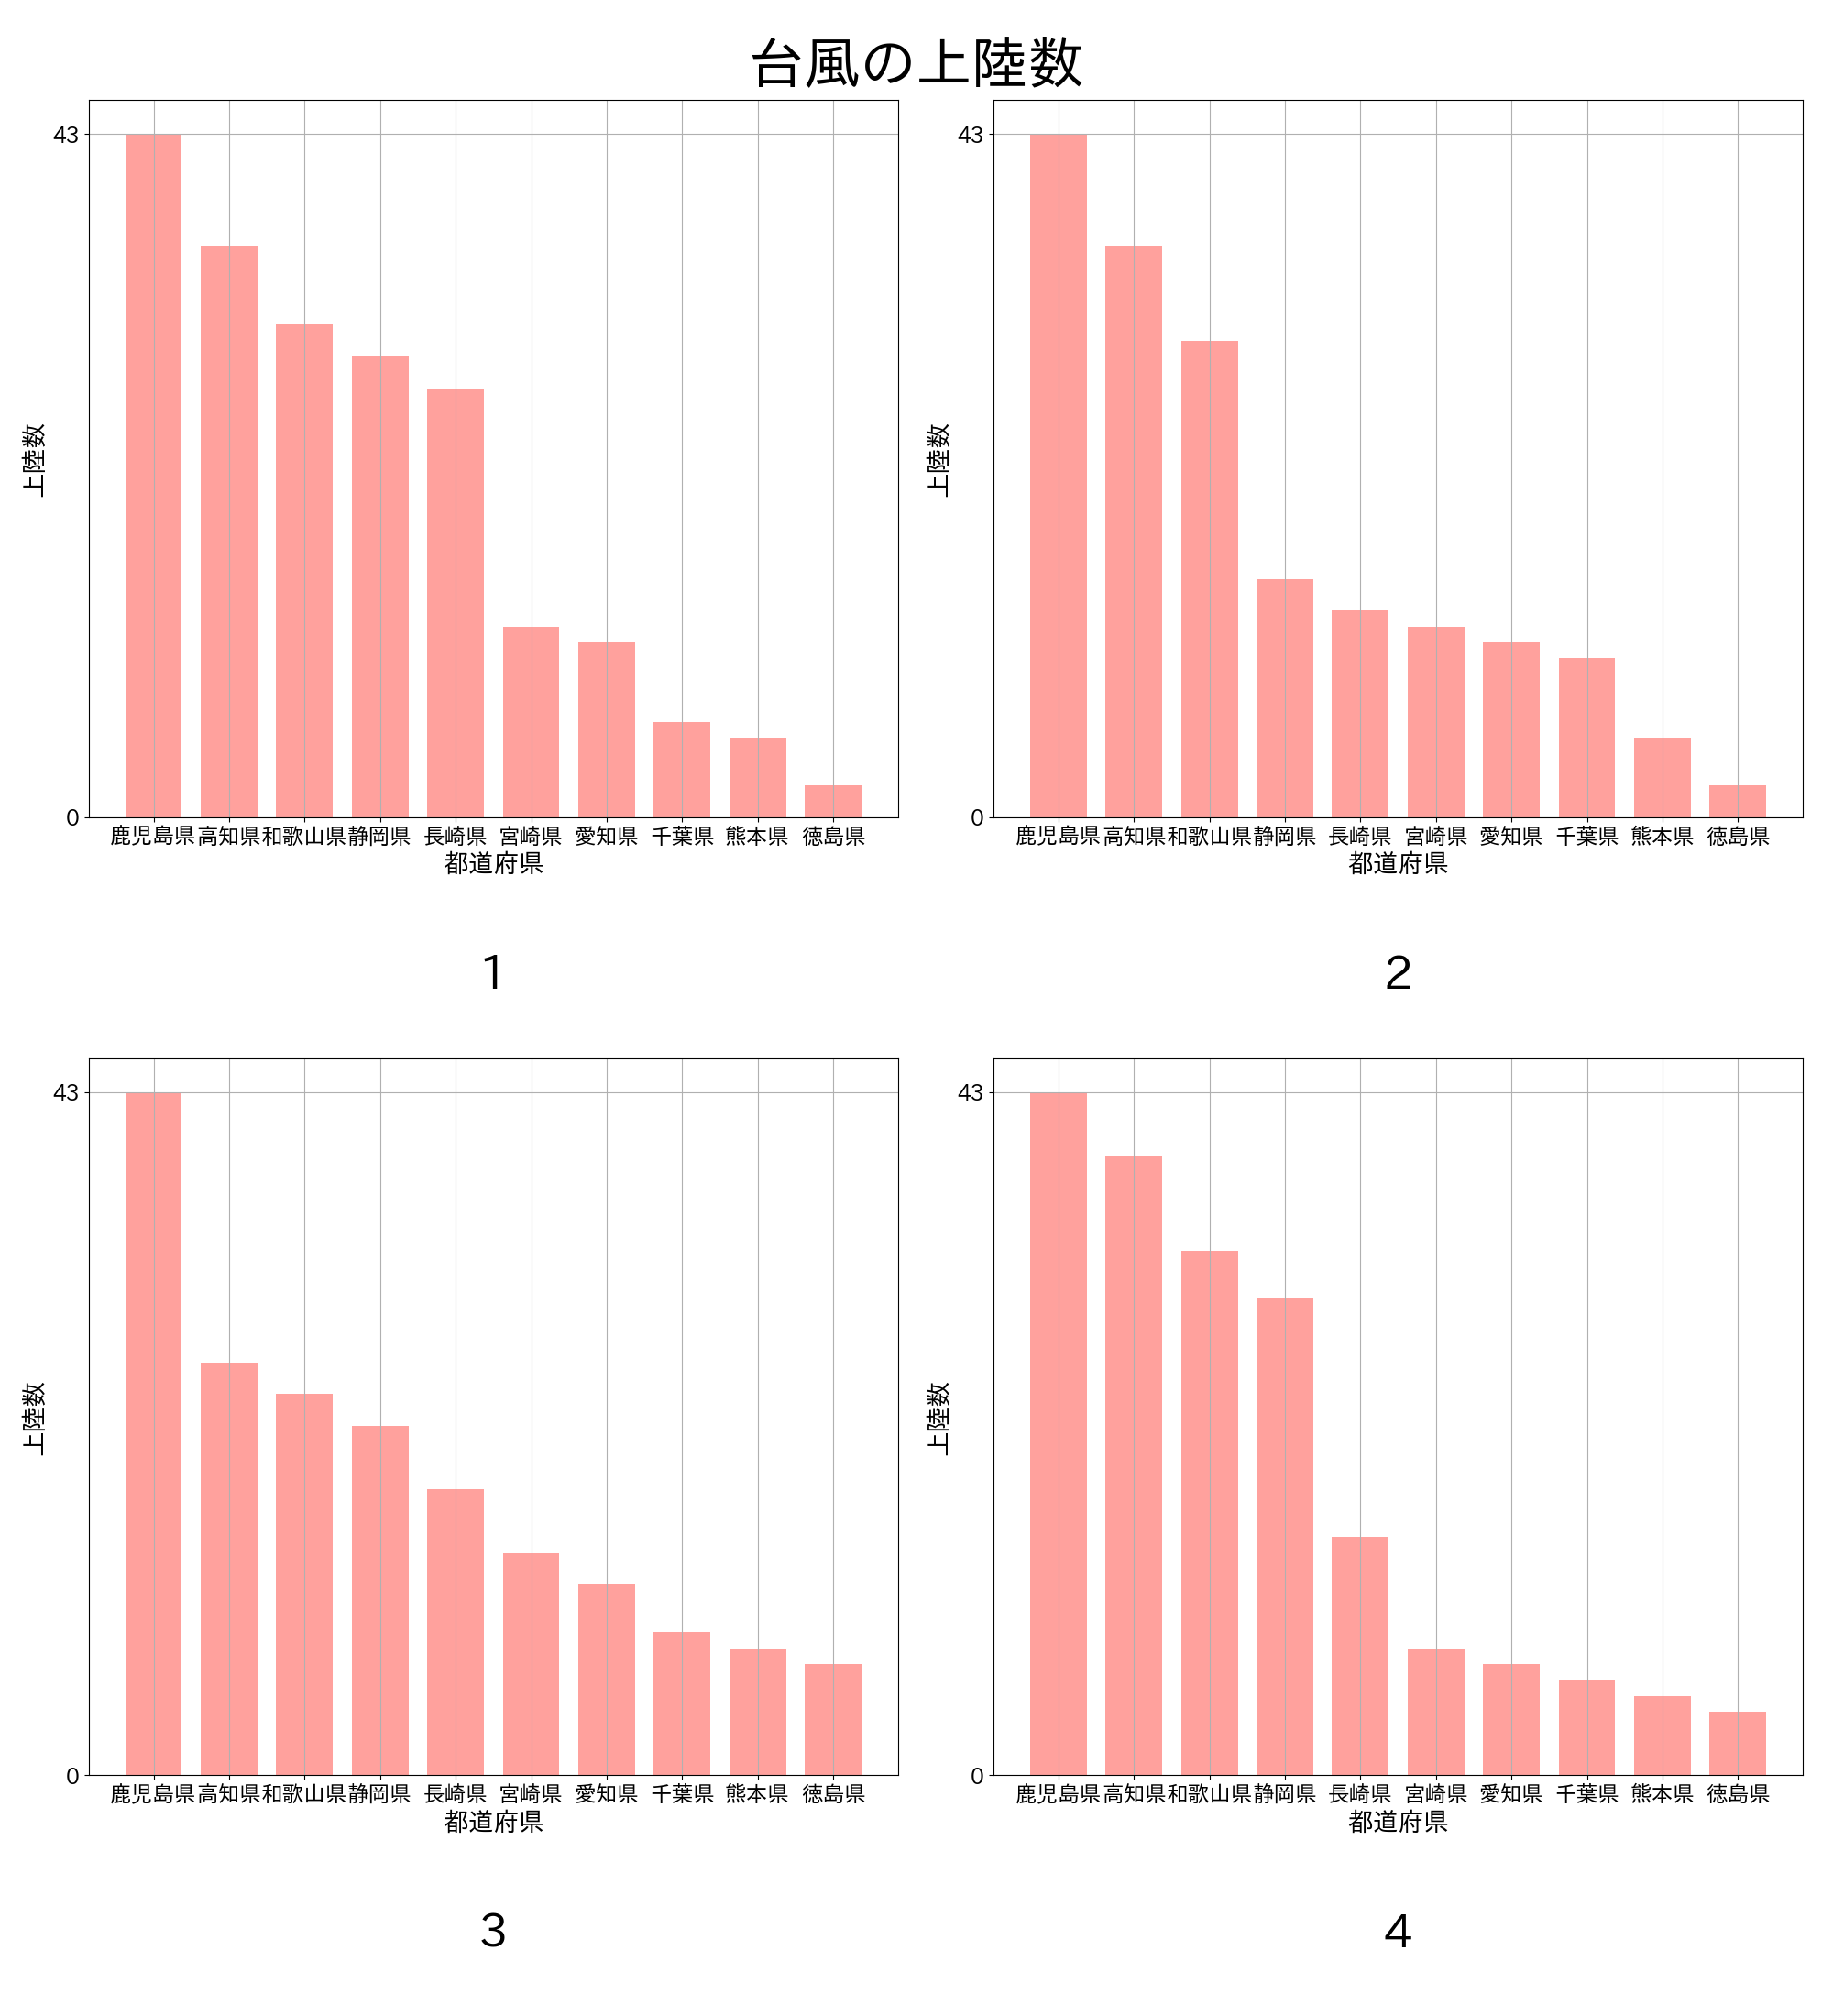 台風の上陸数
43
0
上陸数
鹿児島県 高知県 和歌山県 静岡県 長崎県 宮崎県 愛知県 千葉県 熊本県 徳島県
都道府県
1
43
0
上陸数
鹿児島県 高知県 和歌山県 静岡県 長崎県 宮崎県 愛知県 千葉県 熊本県 徳島県
都道府県
2
43
0
上陸数
鹿児島県 高知県 和歌山県 静岡県 長崎県 宮崎県 愛知県 千葉県 熊本県 徳島県
都道府県
3
43
0
上陸数
鹿児島県 高知県 和歌山県 静岡県 長崎県 宮崎県 愛知県 千葉県 熊本県 徳島県
都道府県
4